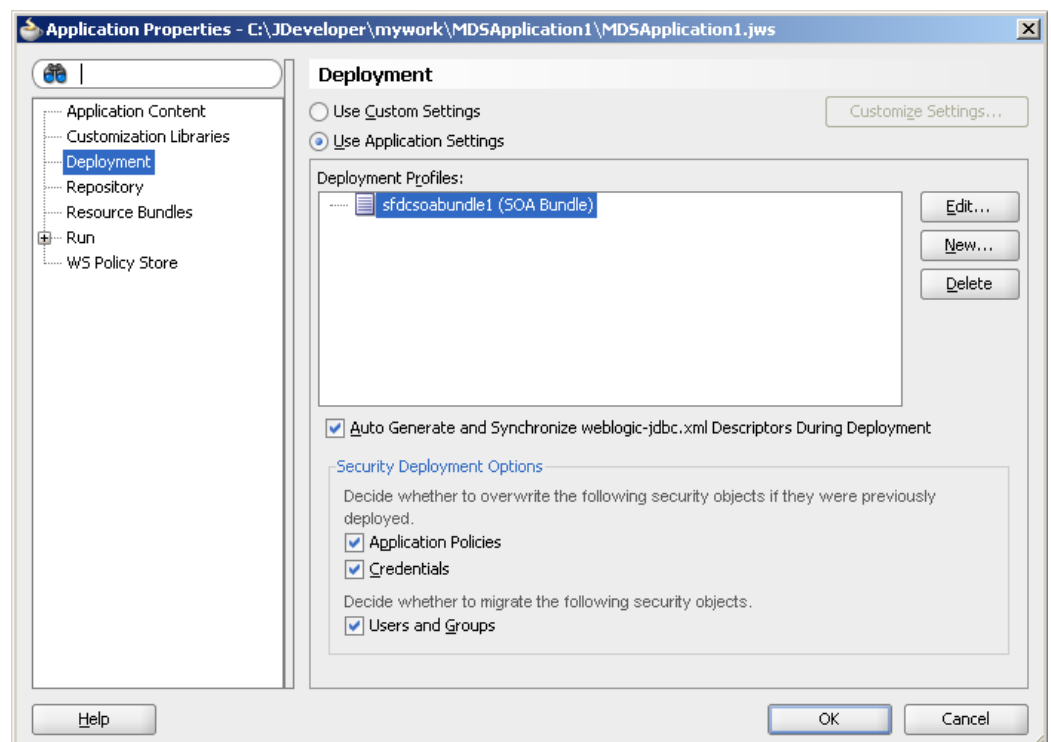 Application Properties - C:\JDeveloper\mywork\MDSApplication1\MDSApplication1.jws
Application Content
Customization Libraries
Deployment
Repository
Resource Bundles
Run
WS Policy Store
Deployment
Use Custom Settings
Customize Settings...
Use Application Settings
Deployment Profiles:
sfdcsoabundle1 (SOA Bundle)
Edit...
New...
Delete
Auto Generate and Synchronize weblogic-jdbc.xml Descriptors During Deployment
Security Deployment Options
Decide whether to overwrite the following security objects if they were previously
deployed.
Application Policies
Credentials
Decide whether to migrate the following security objects.
Users and Groups
Help
OK
Cancel